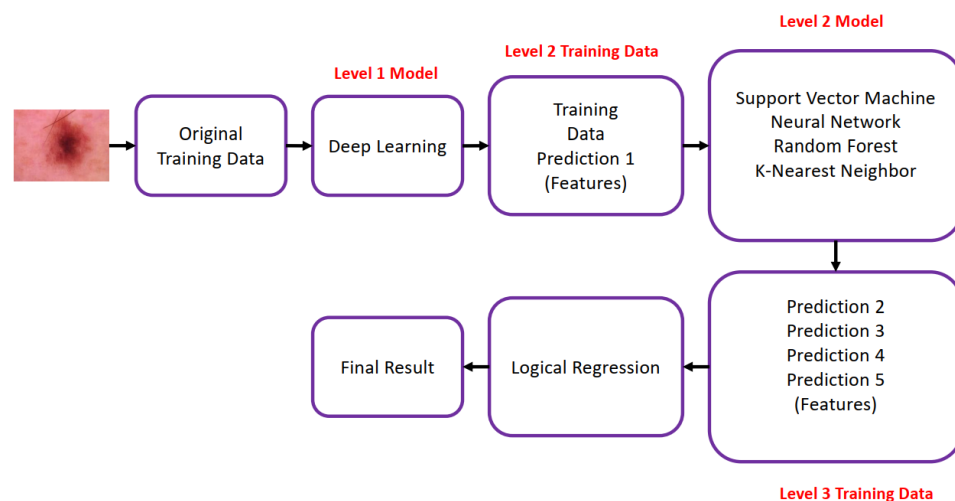 Level 2 Model
Level 2 Training Data
Level 1 Model
Original
Training Data
Deep Learning
Training
Data
Prediction 1
(Features)
Support Vector Machine
Neural Network
Random Forest
K-Nearest Neighbor
Prediction 2
Prediction 3
Prediction 4
Prediction 5
(Features)
Logical Regression
Final Result
Level 3 Training Data